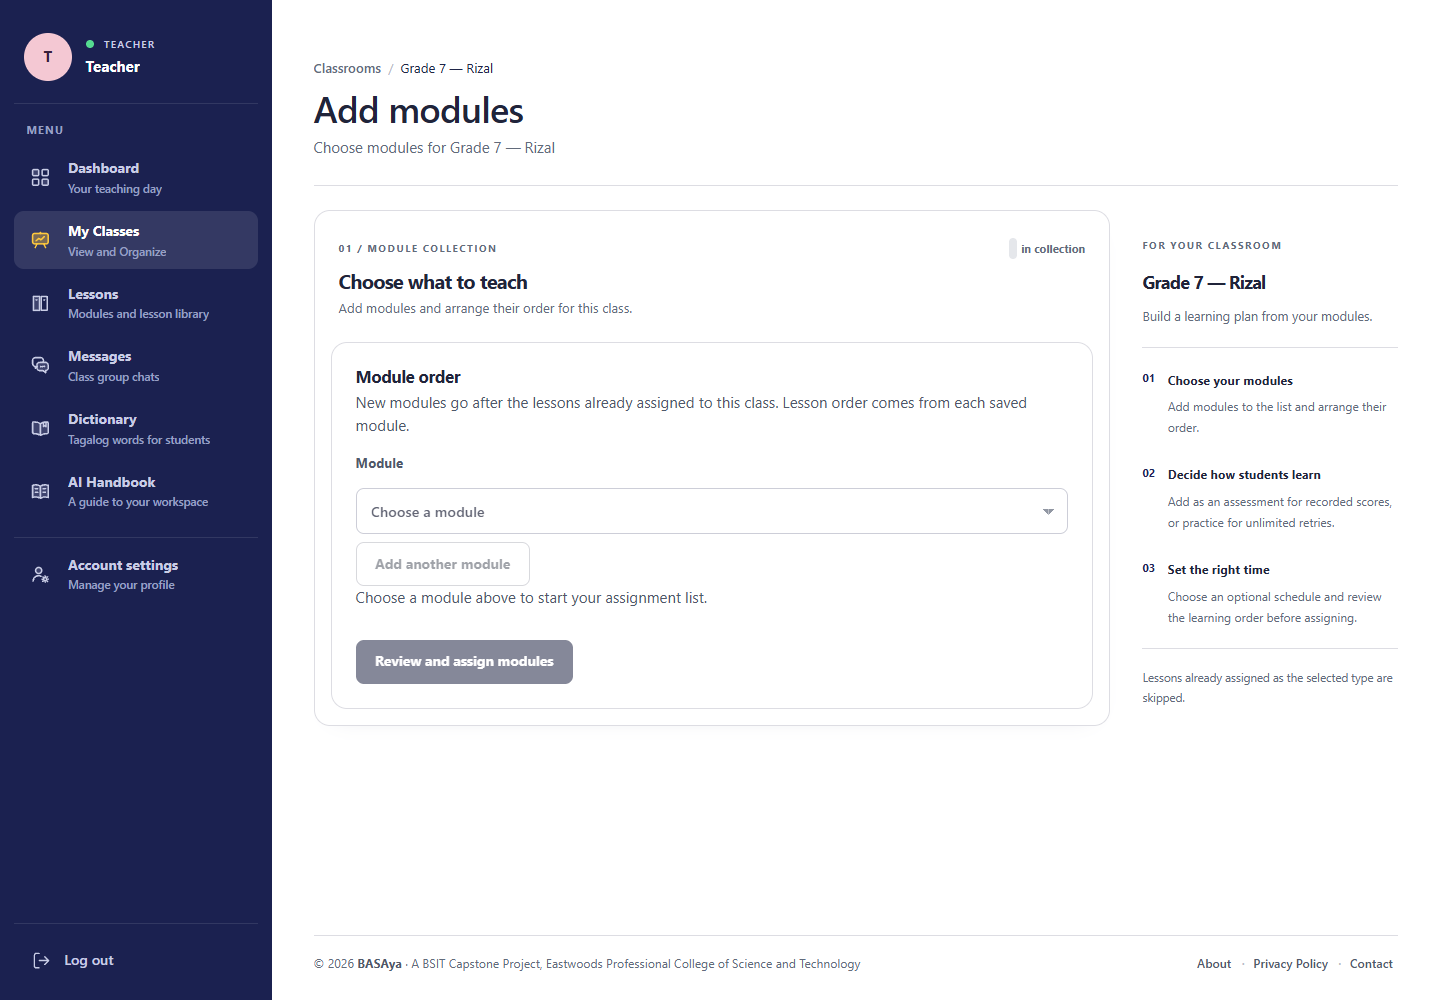 T
TEACHER
Teacher
MENU
Dashboard
Your teaching day
My Classes
View and Organize
Lessons
Modules and lesson library
Messages
Class group chats
Dictionary
Tagalog words for students
AI Handbook
A guide to your workspace
Account settings
Manage your profile
Log out
Classrooms / Grade 7 — Rizal
Add modules
Choose modules for Grade 7 — Rizal
01 / MODULE COLLECTION
in collection
Choose what to teach
Add modules and arrange their order for this class.
Module order
New modules go after the lessons already assigned to this class. Lesson order comes from each saved
module.
Module
Choose a module
Add another module
Choose a module above to start your assignment list.
Review and assign modules
FOR YOUR CLASSROOM
Grade 7 — Rizal
Build a learning plan from your modules.
01 Choose your modules
Add modules to the list and arrange their
order.
02 Decide how students learn
Add as an assessment for recorded scores,
or practice for unlimited retries.
03 Set the right time
Choose an optional schedule and review
the learning order before assigning.
Lessons already assigned as the selected type are
skipped.
© 2026 BASAya · A BSIT Capstone Project, Eastwoods Professional College of Science and Technology
About · Privacy Policy · Contact